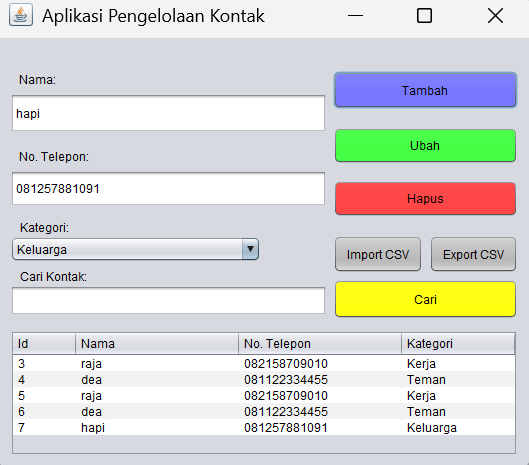 Aplikasi Pengelolaan Kontak
Nama:
hapi
Tambah
Ubah
No. Telepon:
081257881091
Hapus
Kategori:
Keluarga
Import CSV Export CSV
Cari Kontak:
Cari
Id Nama No. Telepon Kategori
3 raja 082158709010 Kerja
4 dea 081122334455 Teman
5 raja 082158709010 Kerja
6 dea 081122334455 Teman
7 hapi 081257881091 Keluarga